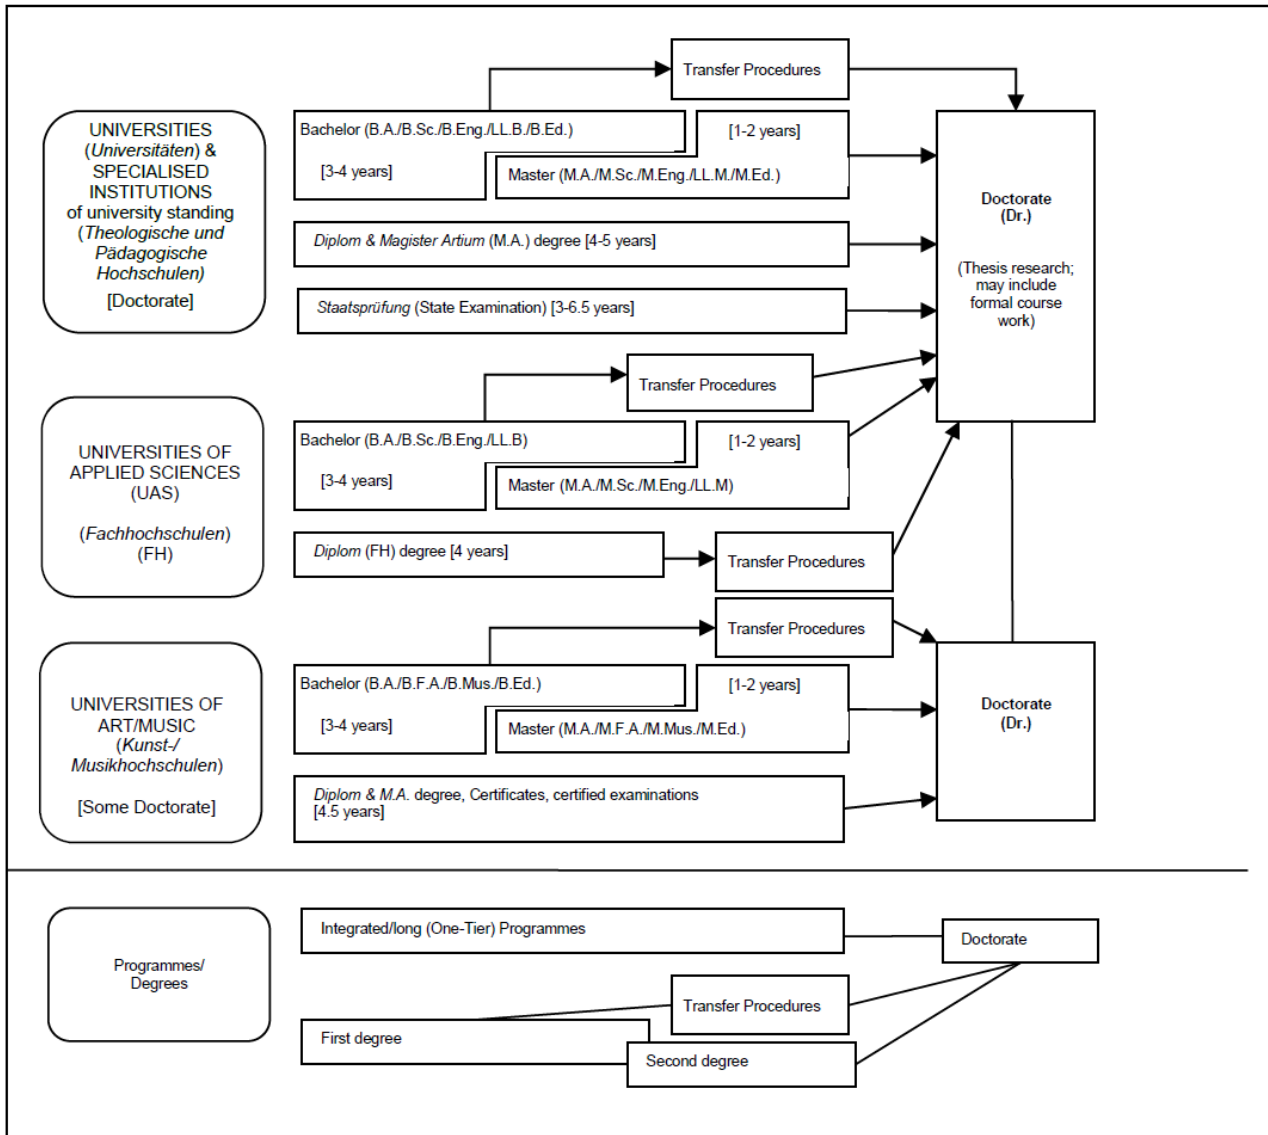 Transfer Procedures
UNIVERSITIES
(Universitäten) &
SPECIALISED
INSTITUTIONS
of university standing
(Theologische und
Pädagogische
Hochschulen)
[Doctorate]
Bachelor (B.A./B.Sc./B.Eng./LL.B./B.Ed.)
[3-4 years]
[1-2 years]
Master (M.A./M.Sc./M.Eng./LL.M./M.Ed.)
Diplom & Magister Artium (M.A.) degree [4-5 years]
Staatsprüfung (State Examination) [3-6.5 years]
Doctorate
(Dr.)
(Thesis research;
may include
formal course
work)
Transfer Procedures
UNIVERSITIES OF
APPLIED SCIENCES
(UAS)
(Fachhochschulen)
(FH)
Bachelor (B.A./B.Sc./B.Eng./LL.B)
[3-4 years]
[1-2 years]
Master (M.A./M.Sc./M.Eng./LL.M)
Diplom (FH) degree [4 years]
Transfer Procedures
Transfer Procedures
UNIVERSITIES OF
ART/MUSIC
(Kunst-/
Musikhochschulen)
[Some Doctorate]
Bachelor (B.A./B.F.A./B.Mus./B.Ed.)
[3-4 years]
[1-2 years]
Master (M.A./M.F.A./M.Mus./M.Ed.)
Diplom & M.A. degree, Certificates, certified examinations
[4.5 years]
Doctorate
(Dr.)
Programmes/
Degrees
Integrated/long (One-Tier) Programmes
Doctorate
Transfer Procedures
First degree
Second degree